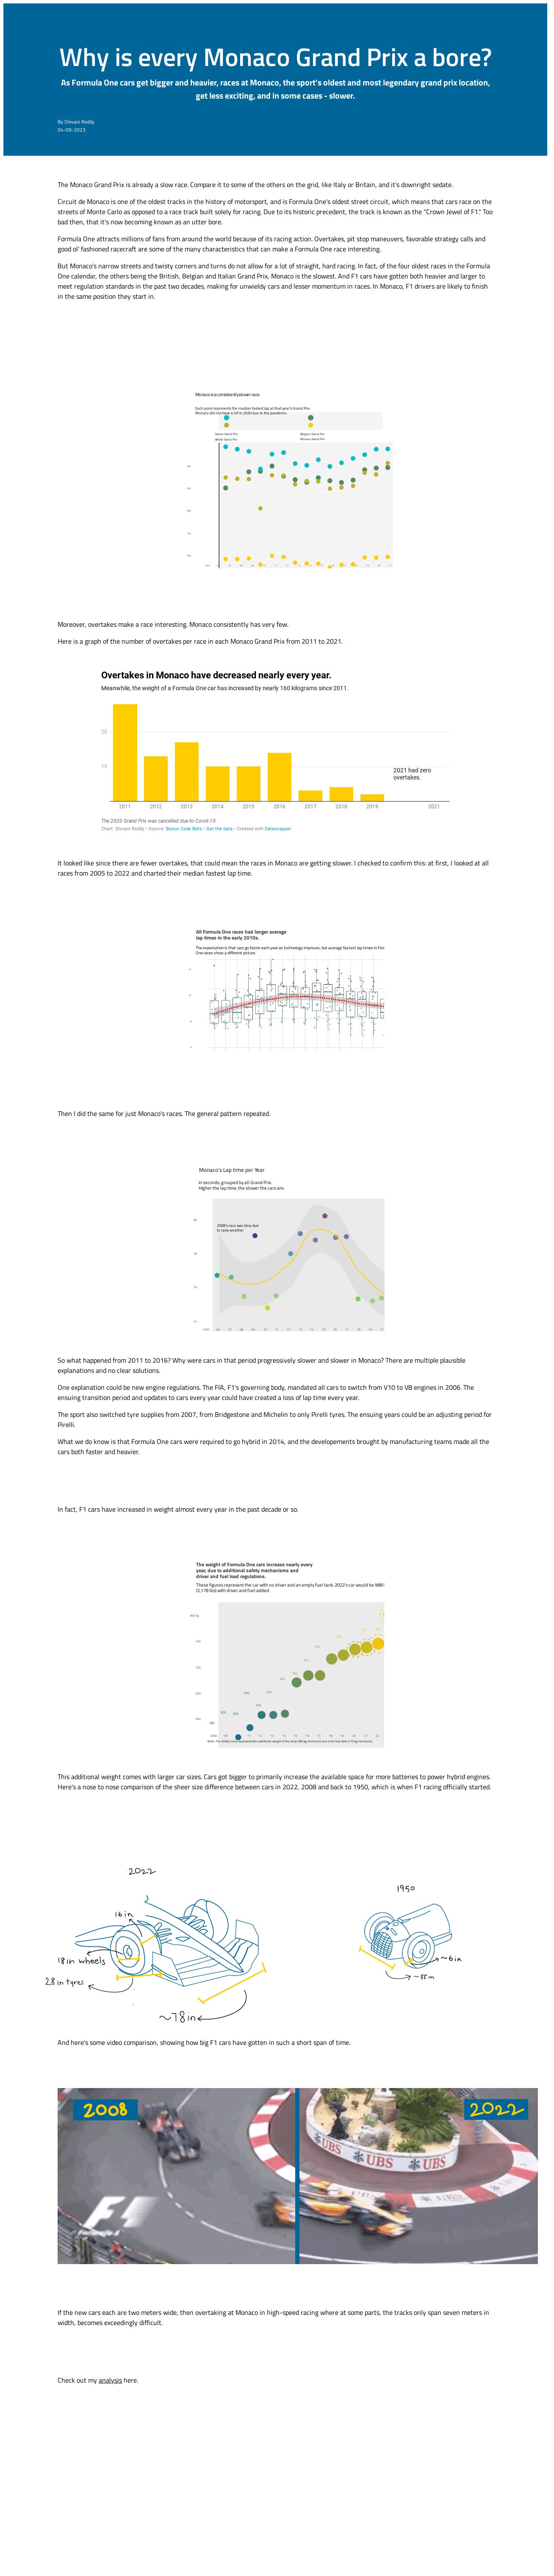 Why is every Monaco Grand Prix a bore?
As Formula One cars get bigger and heavier, races at Monaco, the sport's oldest and most legendary grand prix location,
get less exciting, and in some cases - slower.
By Shivani Reddy
04-09-2023
The Monaco Grand Prix is already a slow race. Compare it to some of the others on the grid, like Italy or Britain, and it's downright sedate.
Circuit de Monaco is one of the oldest tracks in the history of motorsport, and is Formula One's oldest street circuit, which means that cars race on the
streets of Monte Carlo as opposed to a race track built solely for racing. Due to its historic precedent, the track is known as the "Crown Jewel of F1." Too
bad then, that it's now becoming known as an utter bore.
Formula One attracts millions of fans from around the world because of its racing action. Overtakes, pit stop maneuvers, favorable strategy calls and
good ol' fashioned racecraft are some of the many characteristics that can make a Formula One race interesting.
But Monaco's narrow streets and twisty corners and turns do not allow for a lot of straight, hard racing. In fact, of the four oldest races in the Formula
One calendar, the others being the British, Belgian and Italian Grand Prix, Monaco is the slowest. And F1 cars have gotten both heavier and larger to
meet regulation standards in the past two decades, making for unwieldy cars and lesser momentum in races. In Monaco, F1 drivers are likely to finish
in the same position they start in.
Monaco is a consistently slower race.
Each point represents the median fastest lap at that year's Grand Prix.
Monaco did not have a GP in 2020 due to the pandemic.
Italian Grand Prix
Belgian Grand Prix
British Grand Prix
Monaco Grand Prix
Moreover, overtakes make a race interesting. Monaco consistently has very few.
Here is a graph of the number of overtakes per race in each Monaco Grand Prix from 2011 to 2021.
Overtakes in Monaco have decreased nearly every year.
Meanwhile, the weight of a Formula One car has increased by nearly 160 kilograms since 2011.
20
10
2021 had zero
overtakes.
2011 2012 2013 2014 2015 2016 2017 2018 2019 2021
The 2020 Grand Prix was cancelled due to Covid-19
Chart: Shivani Reddy • Source: Bonus Code Beta • Get the data • Created with Datawrapper
It looked like since there are fewer overtakes, that could mean the races in Monaco are getting slower. I checked to confirm this: at first, I looked at all
races from 2005 to 2022 and charted their median fastest lap time.
All Formula One races had longer average
lap times in the early 2010s.
The expectation is that cars go faster each year as technology improves, but average fastest lap times in For
One races show a different picture.
Then I did the same for just Monaco's races. The general pattern repeated.
Monaco's Lap time per Year
in seconds, grouped by all Grand Prix.
Higher the lap time, the slower the cars are.
2008's race was slow due
to rainy weather
So what happened from 2011 to 2016? Why were cars in that period progressively slower and slower in Monaco? There are multiple plausible
explanations and no clear solutions.
One explanation could be new engine regulations. The FIA, F1's governing body, mandated all cars to switch from V10 to V8 engines in 2006. The
ensuing transition period and updates to cars every year could have created a loss of lap time every year.
The sport also switched tyre supplies from 2007, from Bridgestone and Michelin to only Pirelli tyres. The ensuing years could be an adjusting period for
Pirelli.
What we do know is that Formula One cars were required to go hybrid in 2014, and the developements brought by manufacturing teams made all the
cars both faster and heavier.
In fact, F1 cars have increased in weight almost every year in the past decade or so.
The weight of Formula One cars increase nearly every
year, due to additional safety mechanisms and
driver and fuel load regulations.
These figures represent the car with no driver and an empty fuel tank. 2022's car would be 988
(2,178lbs) with driver and fuel added.
This additional weight comes with larger car sizes. Cars got bigger to primarily increase the available space for more batteries to power hybrid engines.
Here's a nose to nose comparison of the sheer size difference between cars in 2022, 2008 and back to 1950, which is when F1 racing officially started.
2022
1950
16 in
18 in wheels
28 in tyres
~78in
~6in
~55in
And here's some video comparison, showing how big F1 cars have gotten in such a short span of time.
2008
2022
UBS UBS UBS
F1
Formula 1
If the new cars each are two meters wide, then overtaking at Monaco in high-speed racing where at some parts, the tracks only span seven meters in
width, becomes exceedingly difficult.
Check out my analysis here.